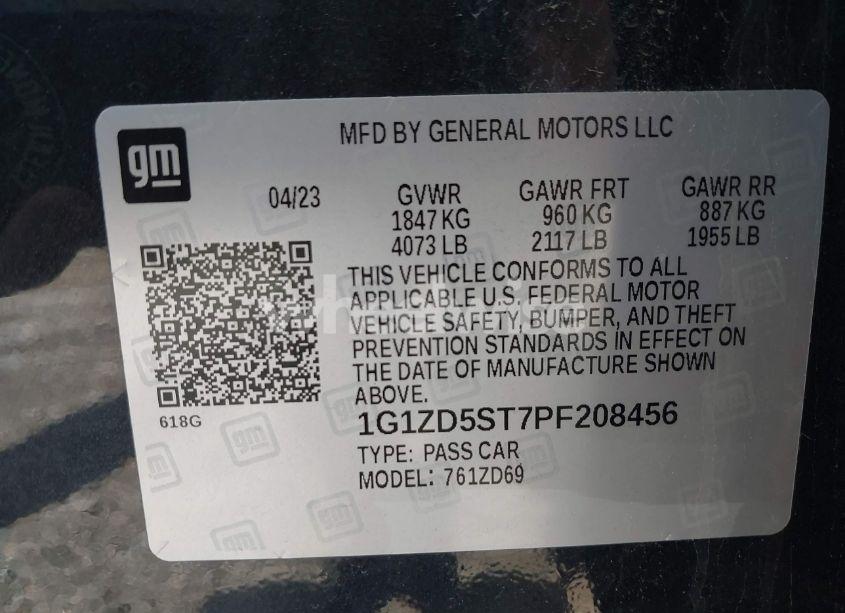 gm
MFD BY GENERAL MOTORS LLC
04/23 GVWR GAWR FRT GAWR RR
1847 KG 960 KG 887 KG
4073 LB 2117 LB 1955 LB
THIS VEHICLE CONFORMS TO ALL
APPLICABLE U.S. FEDERAL MOTOR
VEHICLE SAFETY, BUMPER, AND THEFT
PREVENTION STANDARDS IN EFFECT ON
THE DATE OF MANUFACTURE SHOWN
ABOVE.
618G
1G1ZD5ST7PF208456
TYPE: PASS CAR
MODEL: 761ZD69